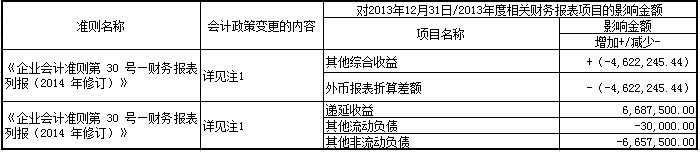 准则名称
会计政策变更的内容
对2013年12月31日/2013年度相关财务报表项目的影响金额
项目名称
影响金额
增加+/减少-
《企业会计准则第 30 号—财务报表
列报（2014 年修订）》
详见注1
其他综合收益
+（-4,622,245.44）
外币报表折算差额
-（-4,622,245.44）
《企业会计准则第 30 号—财务报表
列报（2014 年修订）》
详见注1
递延收益
6,687,500.00
其他流动负债
-30,000.00
其他非流动负债
-6,657,500.00